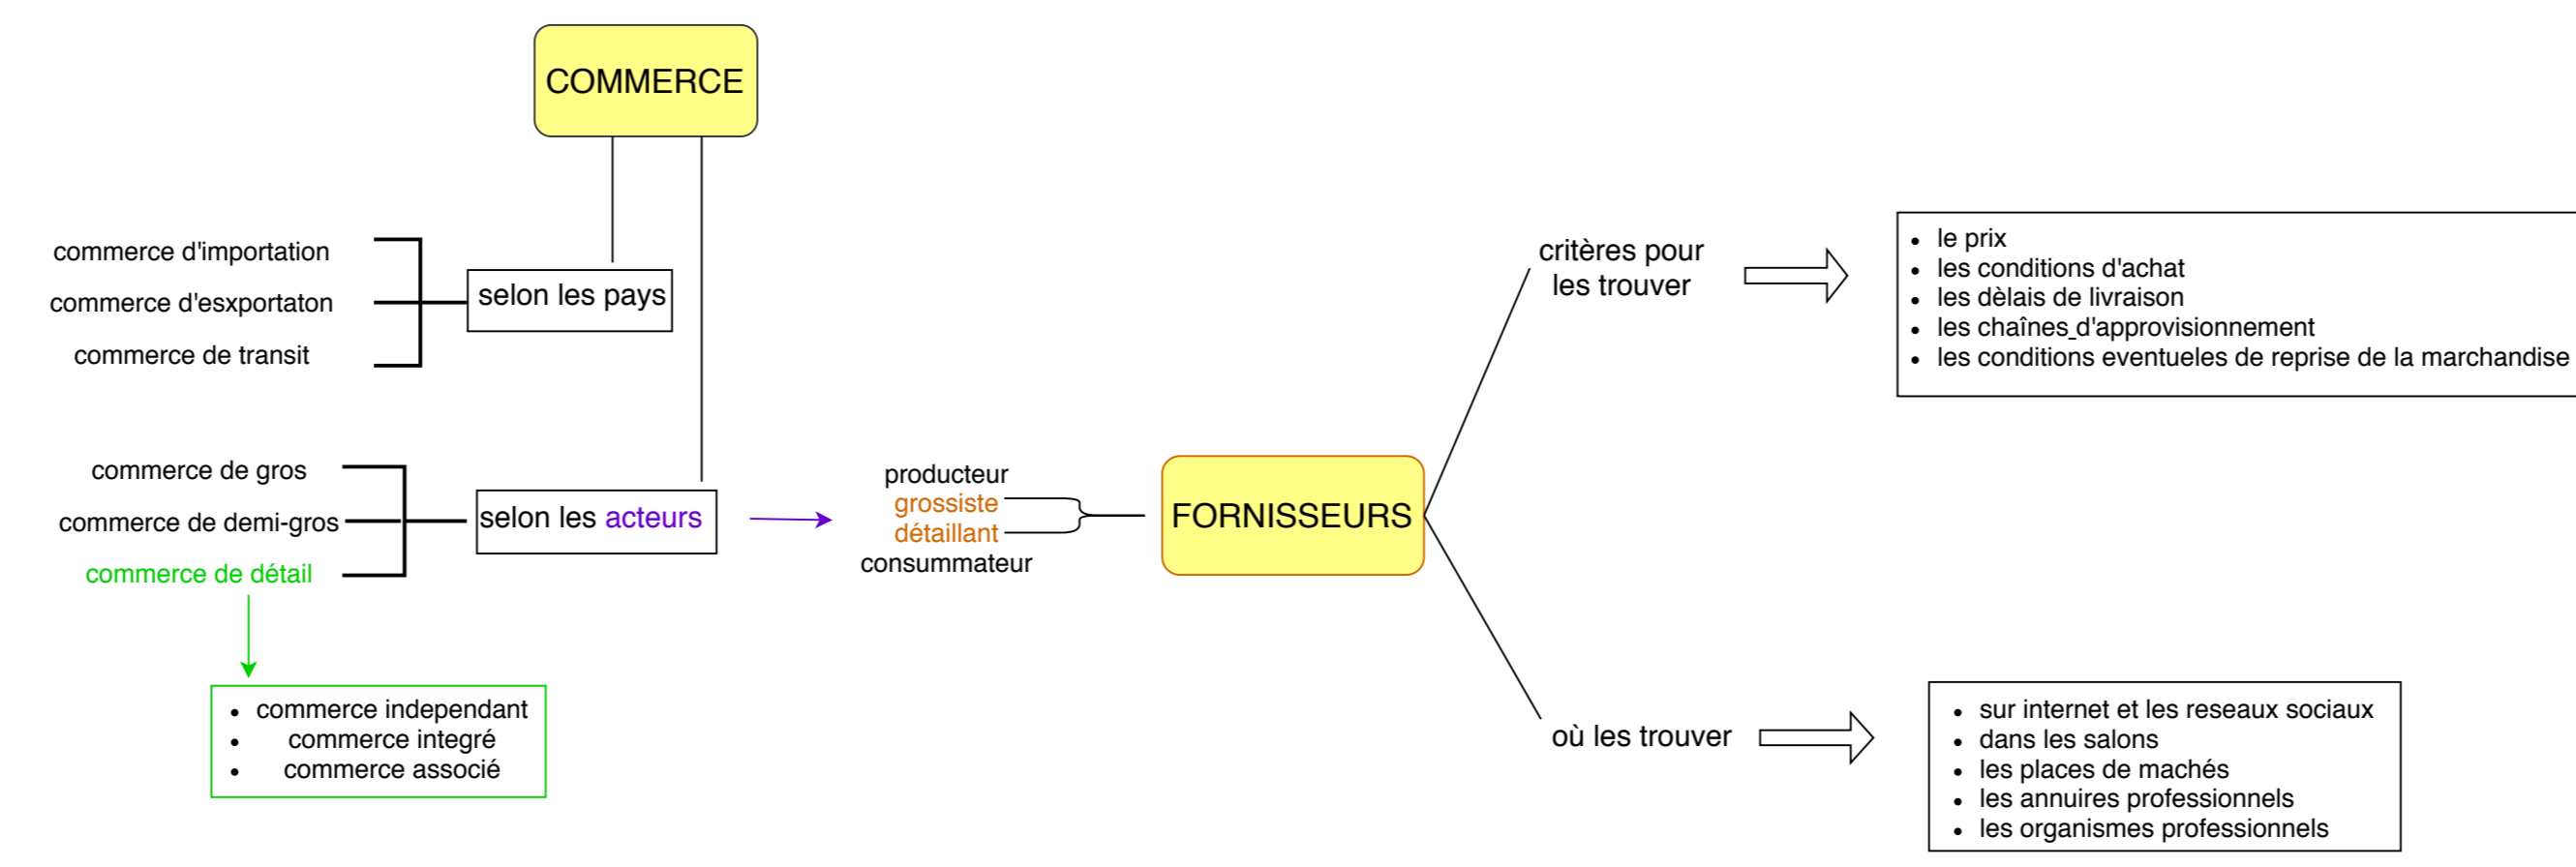 COMMERCE
commerce d'importation
commerce d'esxportaton
commerce de transit
selon les pays
commerce de gros
commerce de demi-gros
commerce de détail
selon les acteurs
commerce independant
commerce integré
commerce associé
producteur
grossiste
détaillant
consummateur
FORNISSEURS
critères pour
les trouver
le prix
les conditions d'achat
les dèlais de livraison
les chaînes d'approvisionnement
les conditions eventueles de reprise de la marchandise
où les trouver
sur internet et les reseaux sociaux
dans les salons
les places de machés
les annuires professionnels
les organismes professionnels